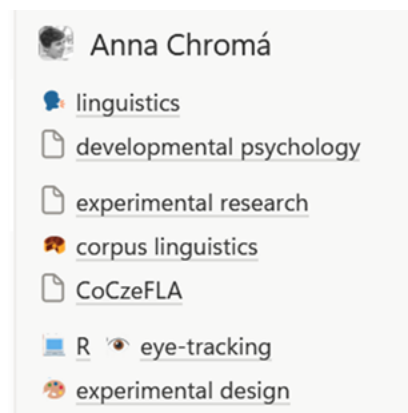 Anna Chromá
linguistics
developmental psychology
experimental research
corpus linguistics
CoCzeFLA
R eye-tracking
experimental design